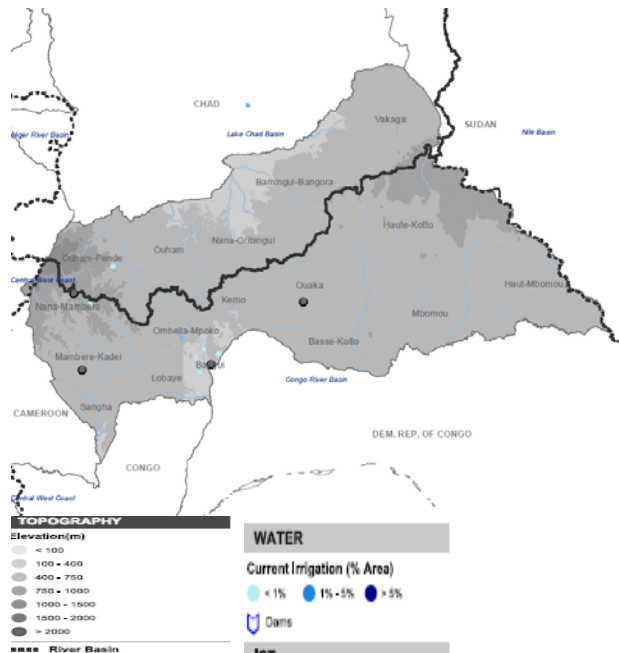 CHAD
Vakaga
SUDAN
Niger River Basin
Lake Chad Basin
Nile Basin
Bamingui-Bangora
Haute-Kotto
Nana-Gribingui
Ouham
Ouham-Pende
Central West Coast
Haut-Mbomou
Ouaka
Kemo
Nana-Mambere
Mbomou
Ombella-Mpoko
Basse-Kotto
Mambere-Kadei
Bangui
Lobaye
Congo River Basin
Sangha
CAMEROON
DEM. REP. OF CONGO
CONGO
Central West Coast
TOPOGRAPHY
Elevation(m)
< 100
100 - 400
400 - 750
750 - 1000
1000 - 1500
1500 - 2000
> 2000
River Basin
WATER
Current Irrigation (% Area)
< 1% 1% - 5% > 5%
Dams